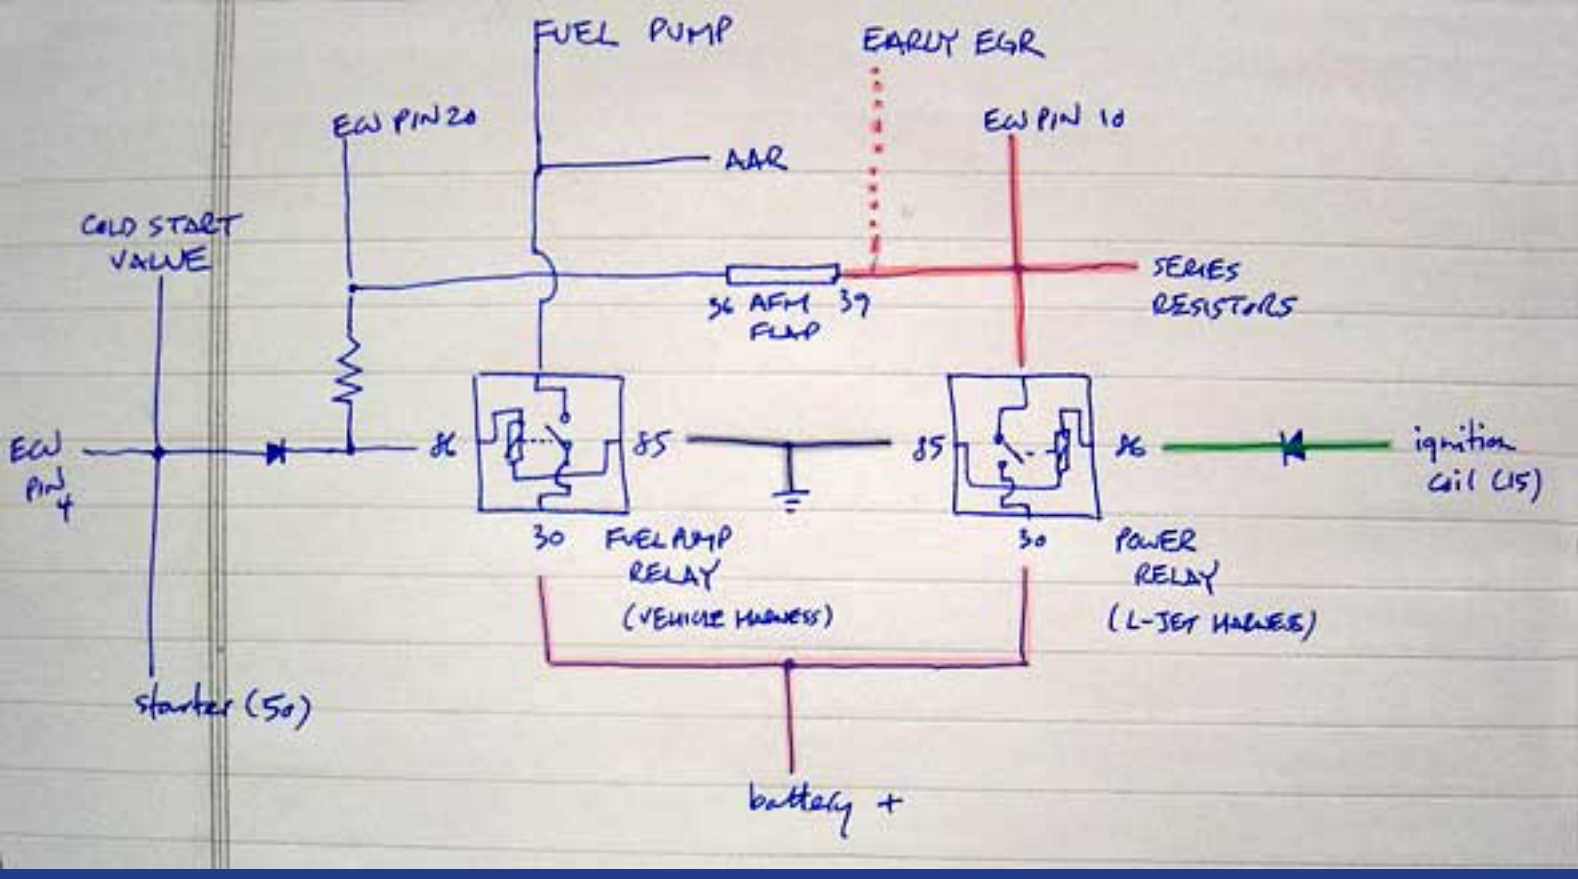 FUEL PUMP
EARLY EGR
ECU PIN 20
ECU PIN 10
AAR
COLD START
VALVE
SERIES
RESISTORS
36 AFM 39
FLAP
ECU
PIN
4
86
85
85
86
ignition
coil (15)
30
FUEL PUMP
RELAY
(VEHICLE HARNESS)
30
POWER
RELAY
(L-JET HARNESS)
starter (50)
battery +